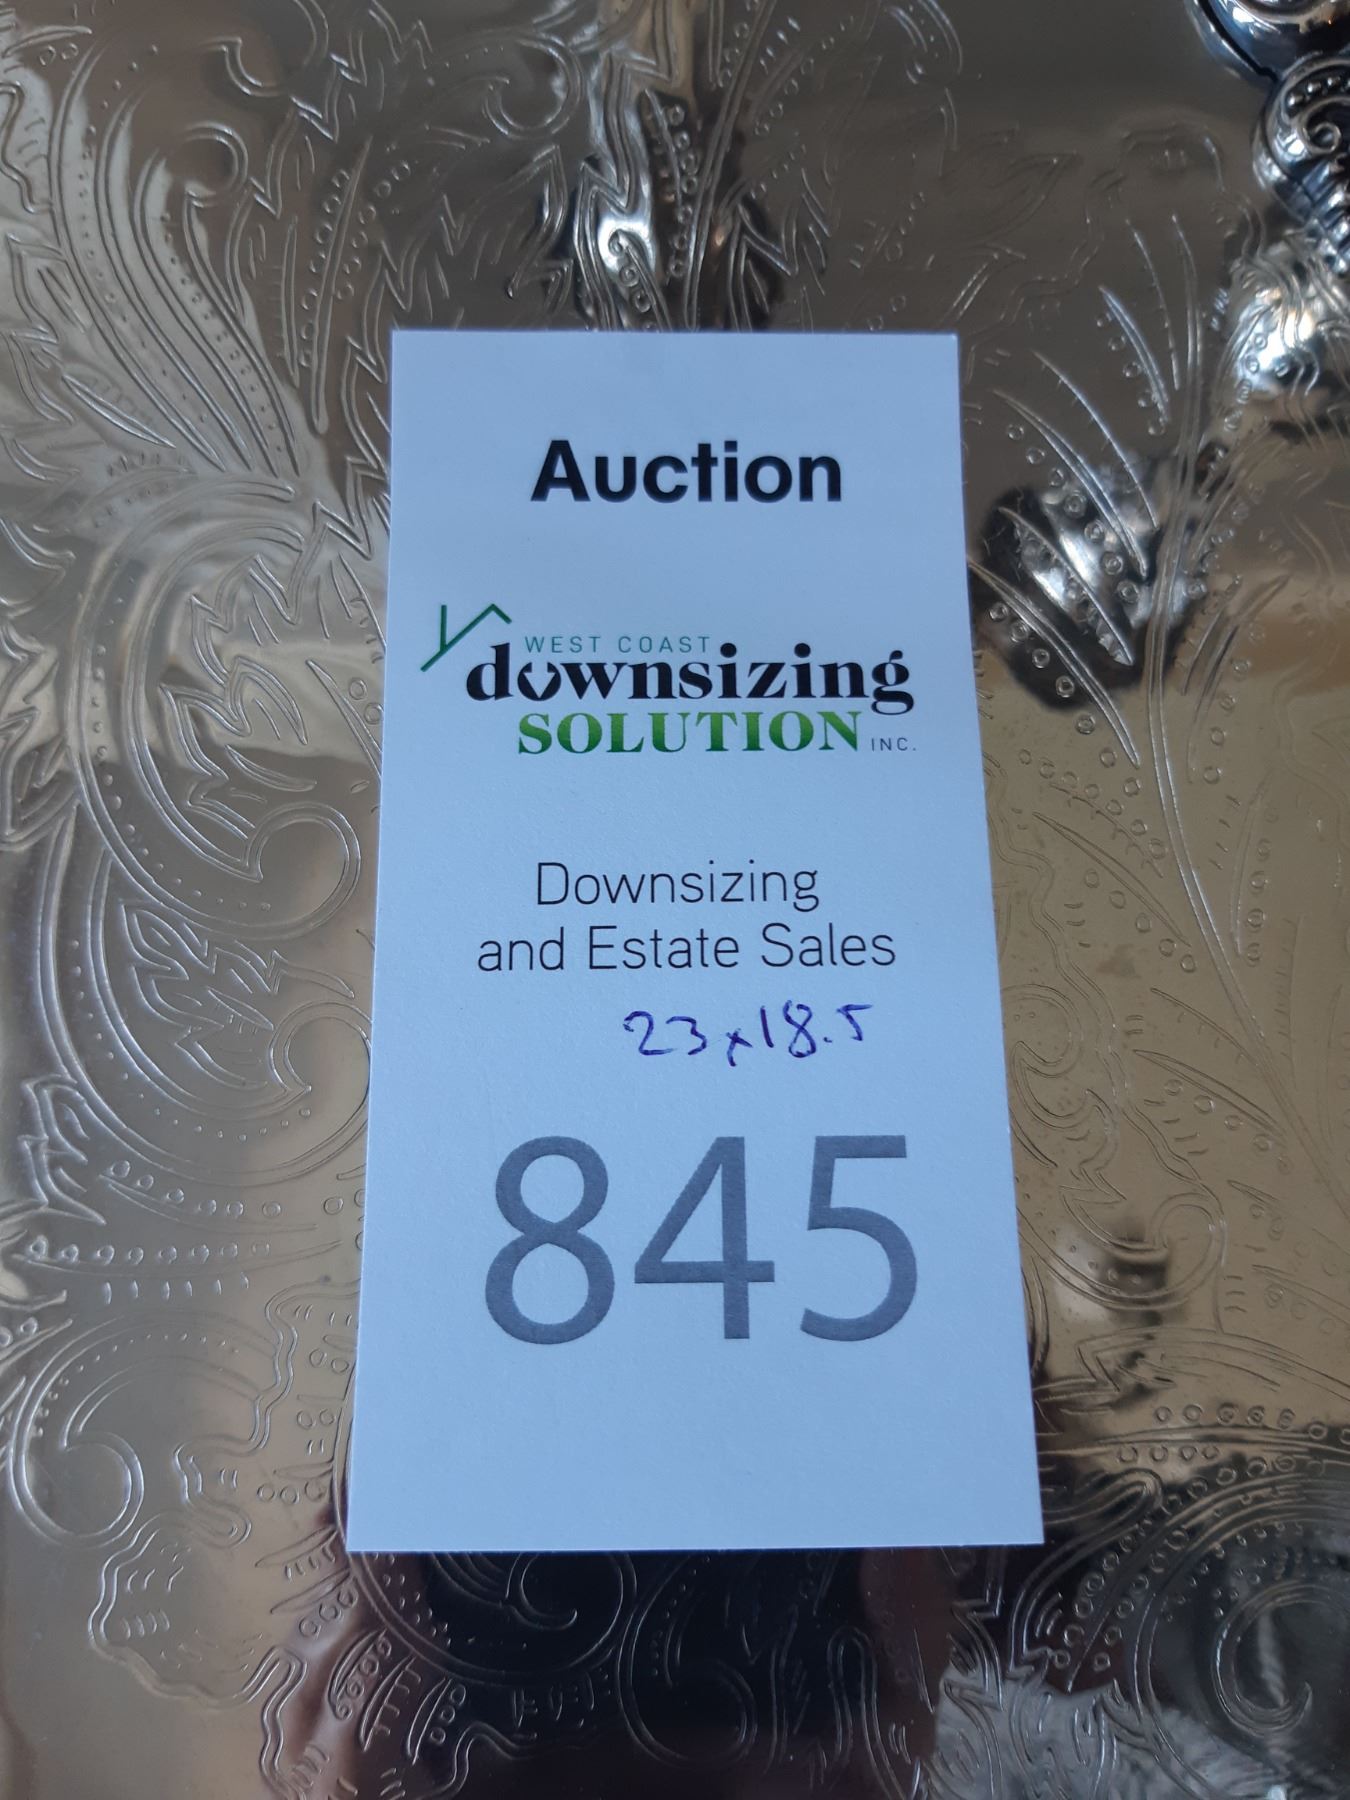 Auction
WEST COAST
downsizing
SOLUTION INC.
Downsizing
and Estate Sales
23x18.5
845